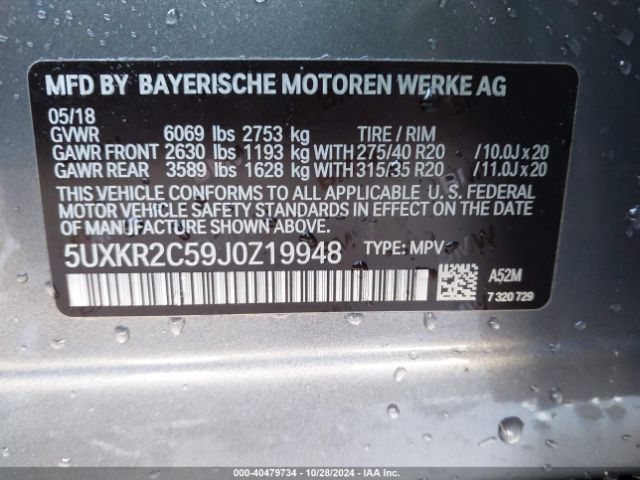 MFD BY BAYERISCHE MOTOREN WERKE AG
05/18
GVWR 6069 lbs 2753 kg TIRE / RIM
GAWR FRONT 2630 lbs 1193 kg WITH 275/40 R20 /10.0J x 20
GAWR REAR 3589 lbs 1628 kg WITH 315/35 R20 /11.0J x 20
THIS VEHICLE CONFORMS TO ALL APPLICABLE U. S. FEDERAL
MOTOR VEHICLE SAFETY STANDARDS IN EFFECT ON THE DATE
OF MANUFACTURE SHOWN ABOVE.
5UXKR2C59J0Z19948 TYPE: MPV
A52M
7 320 729
000-40479734 | 10/28/2024 | IAA Inc.